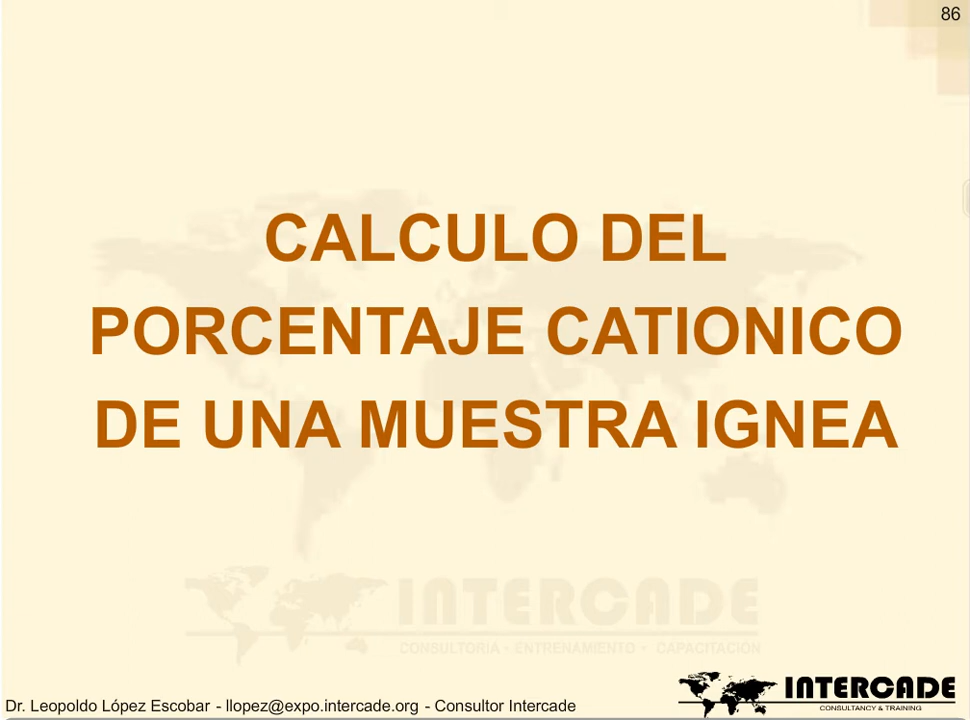 86
CALCULO DEL
PORCENTAJE CATIONICO
DE UNA MUESTRA IGNEA
INTERCADE
CONSULTORIA · ENTRENAMIENTO · CAPACITACIÓN
INTERCADE
CONSULTANCY & TRAINING
Dr. Leopoldo López Escobar - llopez@expo.intercade.org - Consultor Intercade